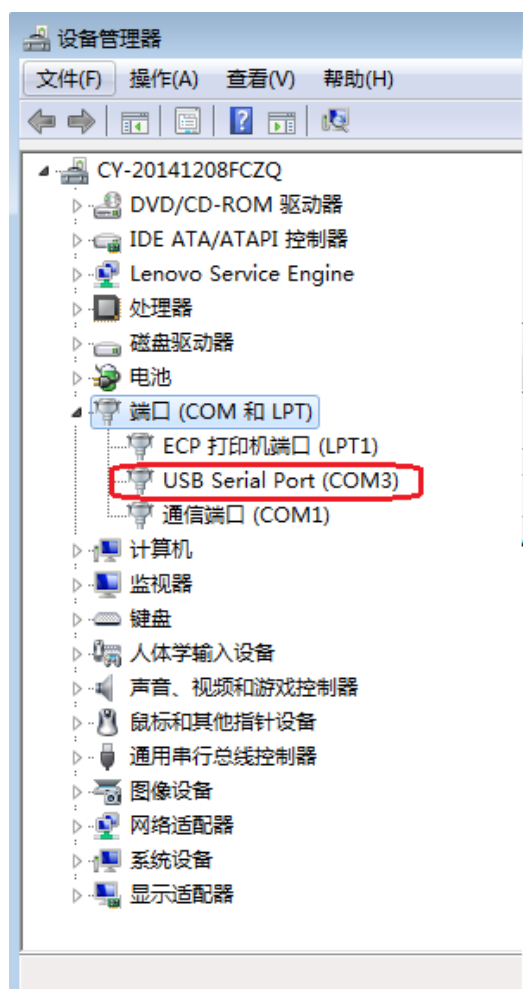 设备管理器
文件(F) 操作(A) 查看(V) 帮助(H)
CY-20141208FCZQ
DVD/CD-ROM 驱动器
IDE ATA/ATAPI 控制器
Lenovo Service Engine
处理器
磁盘驱动器
电池
端口 (COM 和 LPT)
ECP 打印机端口 (LPT1)
USB Serial Port (COM3)
通信端口 (COM1)
计算机
监视器
键盘
人体学输入设备
声音、视频和游戏控制器
鼠标和其他指针设备
通用串行总线控制器
图像设备
网络适配器
系统设备
显示适配器